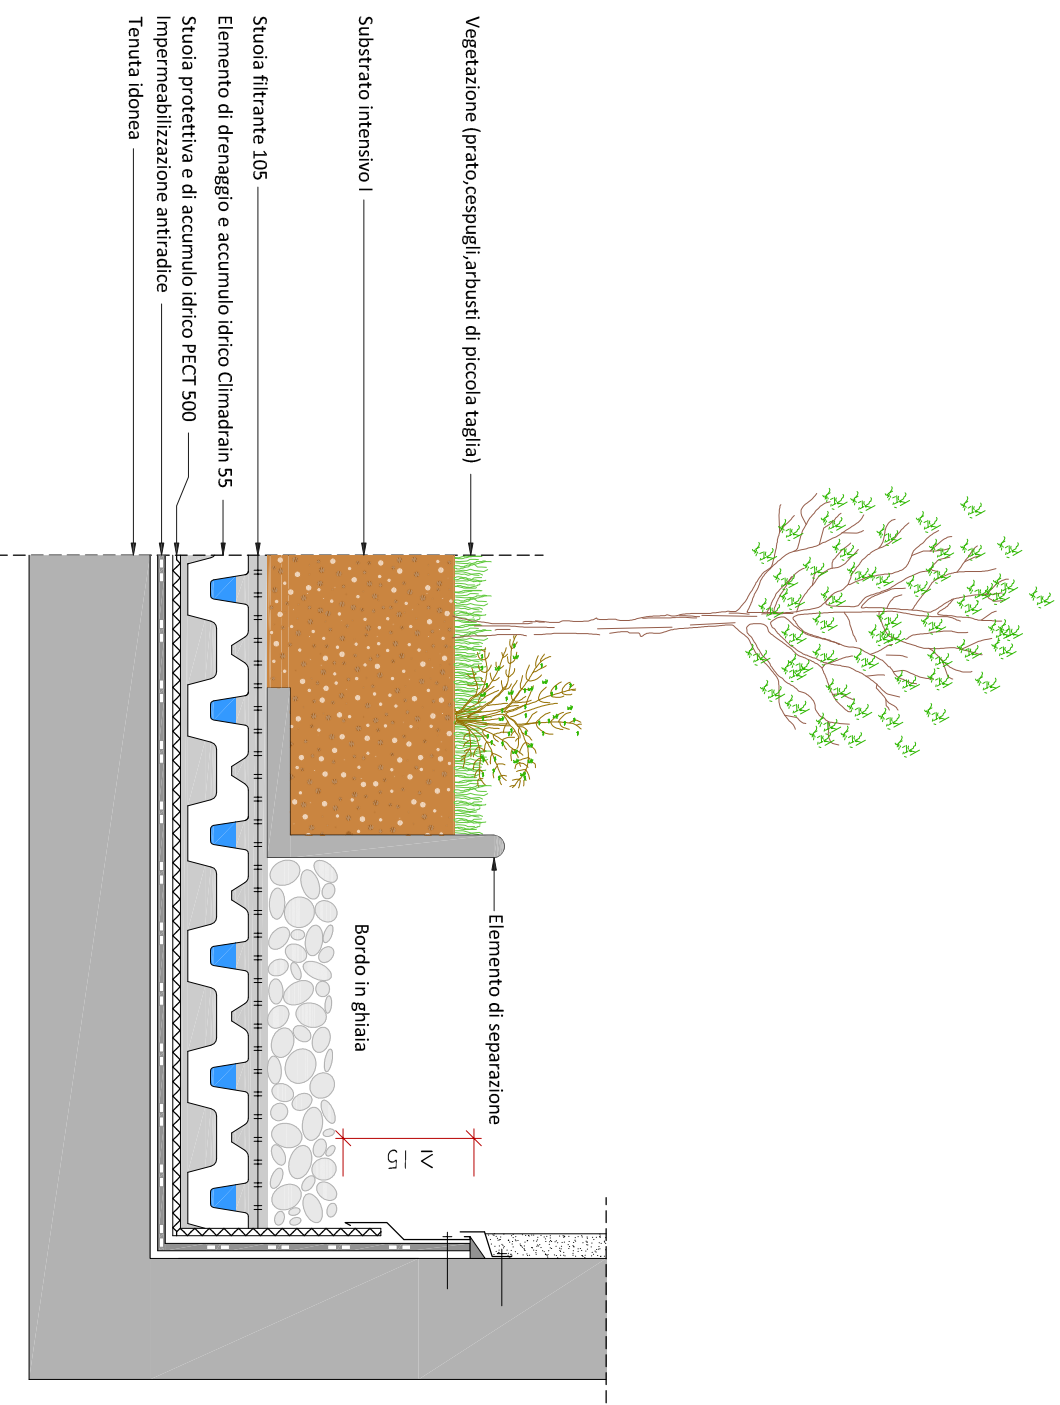 Vegetazione (prato,cespugli,arbusti di piccola taglia)
Substrato intensivo I
Stuoia filtrante 105
Elemento di drenaggio e accumulo idrico Climadrain 55
Stuoia protettiva e di accumulo idrico PECT 500
Impermeabilizzazione antiradice
Tenuta idonea
Elemento di separazione
Bordo in ghiaia
≥ 15